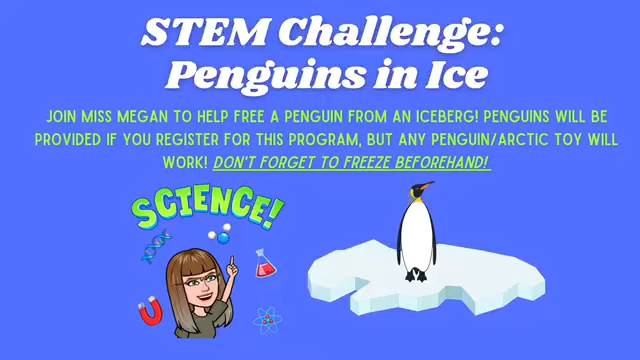 STEM Challenge:
Penguins in Ice
JOIN MISS MEGAN TO HELP FREE A PENGUIN FROM AN ICEBERG! PENGUINS WILL BE
PROVIDED IF YOU REGISTER FOR THIS PROGRAM, BUT ANY PENGUIN/ARCTIC TOY WILL
WORK! DON'T FORGET TO FREEZE BEFOREHAND!
SCIENCE!